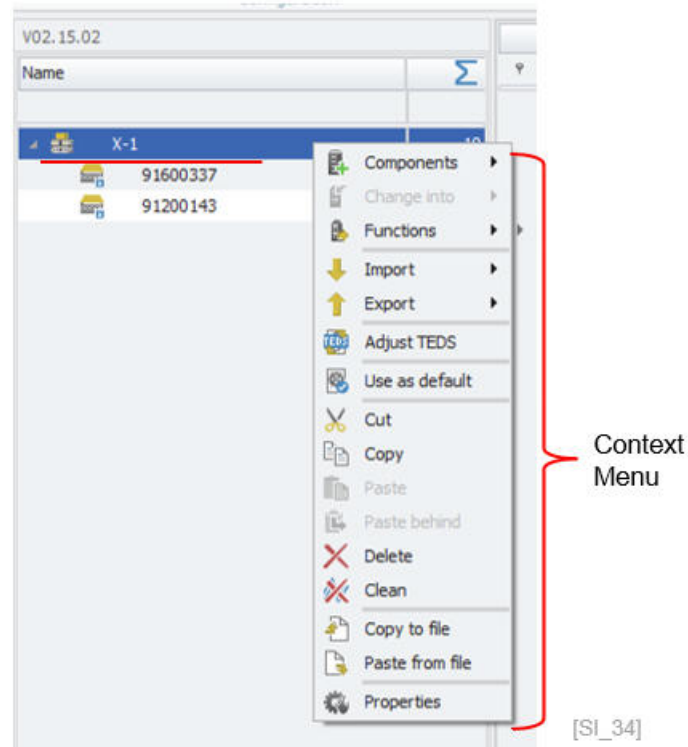 V02.15.02
Name
X-1
91600337
91200143
Components
Change into
Functions
Import
Export
Adjust TEDS
Use as default
Cut
Copy
Paste
Paste behind
Delete
Clean
Copy to file
Paste from file
Properties
Context
Menu
[SI_34]